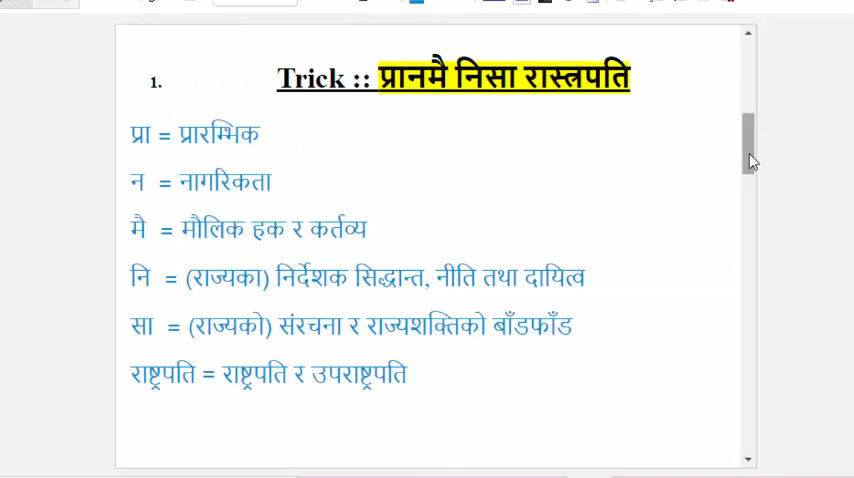 1. Trick :: प्रानमै निसा रास्त्रपति
प्रा = प्रारम्भिक
न = नागरिकता
मै = मौलिक हक र कर्तव्य
नि = (राज्यका) निर्देशक सिद्धान्त, नीति तथा दायित्व
सा = (राज्यको) संरचना र राज्यशक्तिको बाँडफाँड
राष्ट्रपति = राष्ट्रपति र उपराष्ट्रपति